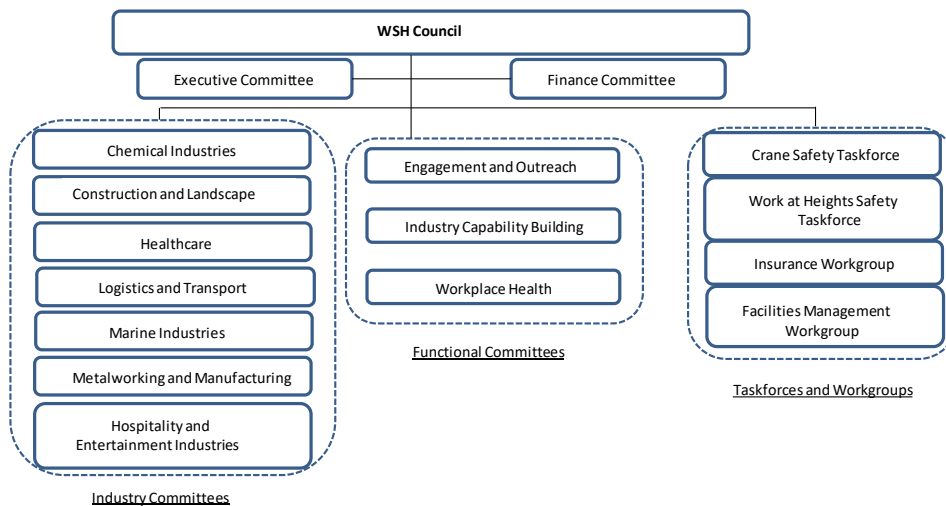 WSH Council
Executive Committee
Finance Committee
Chemical Industries
Construction and Landscape
Healthcare
Logistics and Transport
Marine Industries
Metalworking and Manufacturing
Hospitality and
Entertainment Industries
Industry Committees
Engagement and Outreach
Industry Capability Building
Workplace Health
Functional Committees
Crane Safety Taskforce
Work at Heights Safety
Taskforce
Insurance Workgroup
Facilities Management
Workgroup
Taskforces and Workgroups